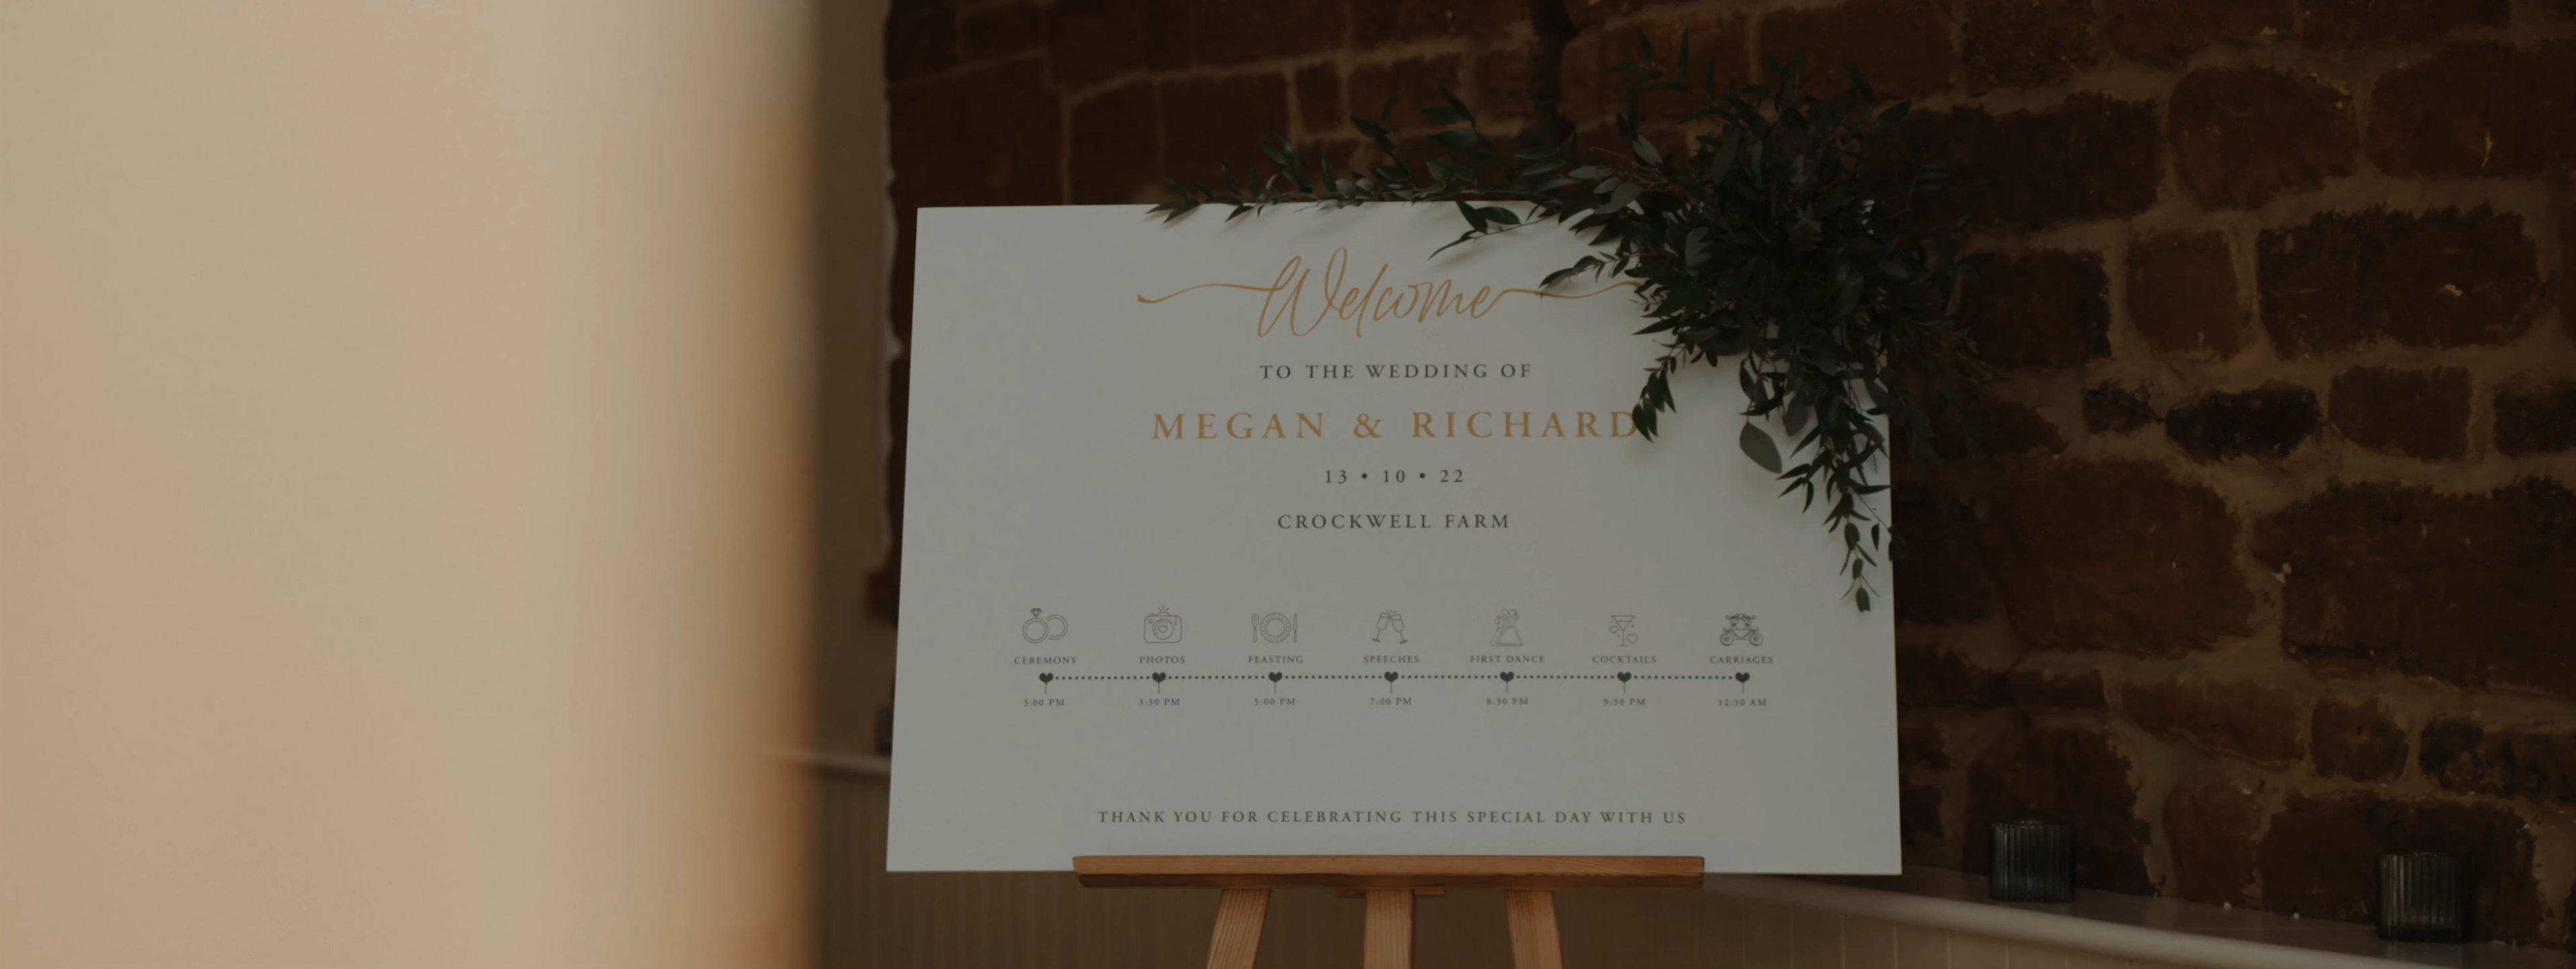 Welcome
TO THE WEDDING OF
MEGAN & RICHARD
13 • 10 • 22
CROCKWELL FARM
CEREMONY PHOTOS FEASTING SPEECHES FIRST DANCE COCKTAILS CARRIAGES
3:00 PM 3:30 PM 5:00 PM 7:00 PM 8:30 PM 9:30 PM 12:30 AM
THANK YOU FOR CELEBRATING THIS SPECIAL DAY WITH US